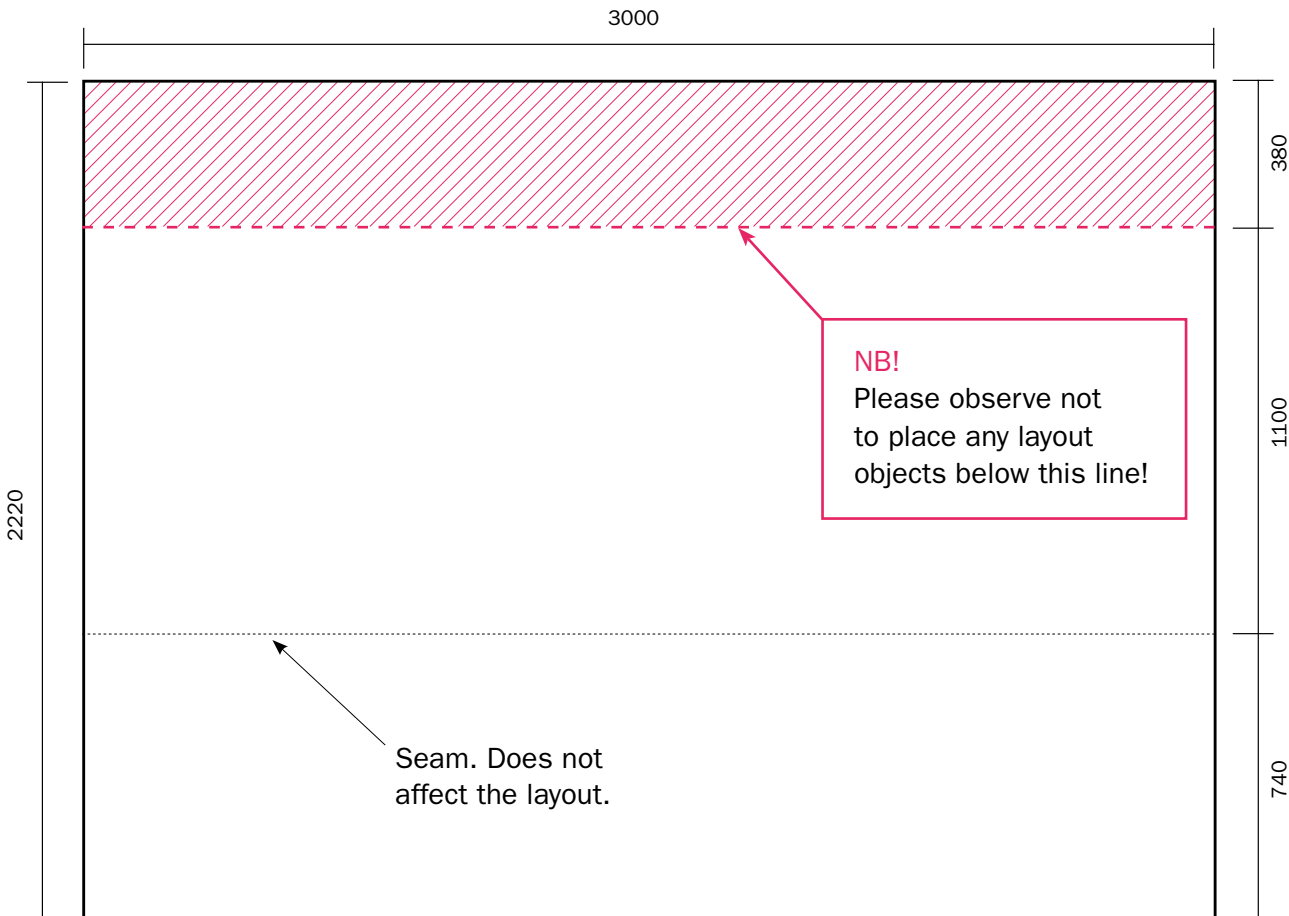 3000
380
NB!
Please observe not
to place any layout
objects below this line!
1100
2220
Seam. Does not
affect the layout.
740